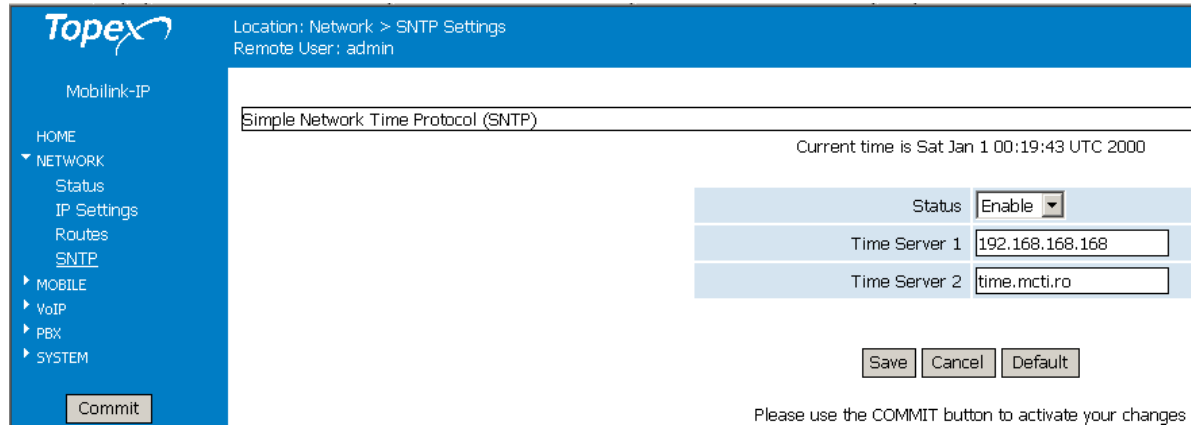 Topex
Location: Network > SNTP Settings
Remote User: admin
Mobilink-IP
HOME
NETWORK
Status
IP Settings
Routes
SNTP
MOBILE
VoIP
PBX
SYSTEM
Commit
Simple Network Time Protocol (SNTP)
Current time is Sat Jan 1 00:19:43 UTC 2000
Status Enable
Time Server 1 192.168.168.168
Time Server 2 time.mcti.ro
Save Cancel Default
Please use the COMMIT button to activate your changes